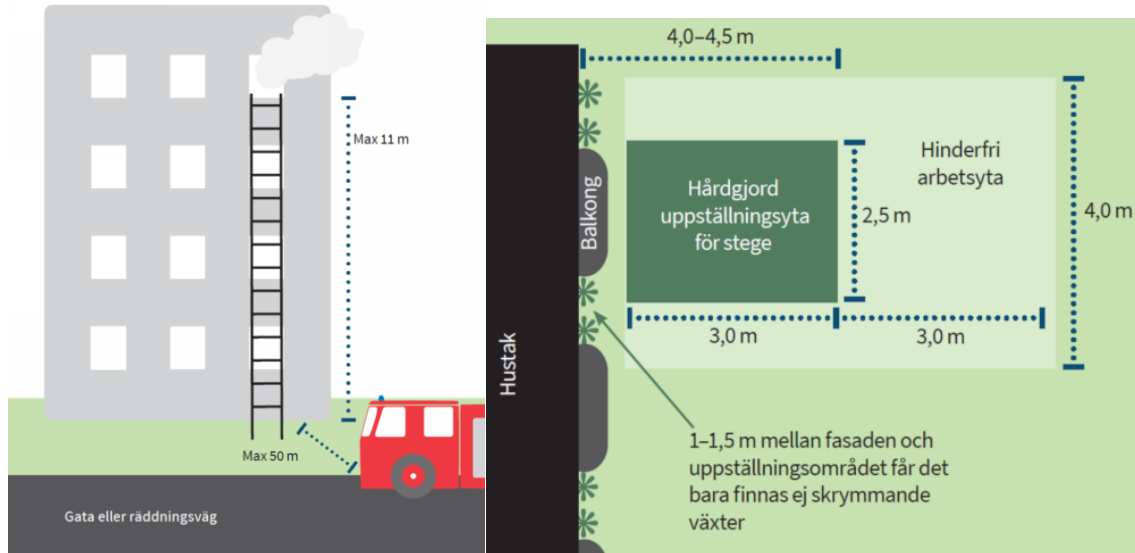 Max 11 m
Max 50 m
Gata eller räddningsväg
4,0–4,5 m
Balkong
Hårdgjord
uppställningsyta
för stege
2,5 m
Hinderfri
arbetsyta
4,0 m
3,0 m
3,0 m
Hustak
1–1,5 m mellan fasaden och
uppställningsområdet får det
bara finnas ej skrymmande
växter